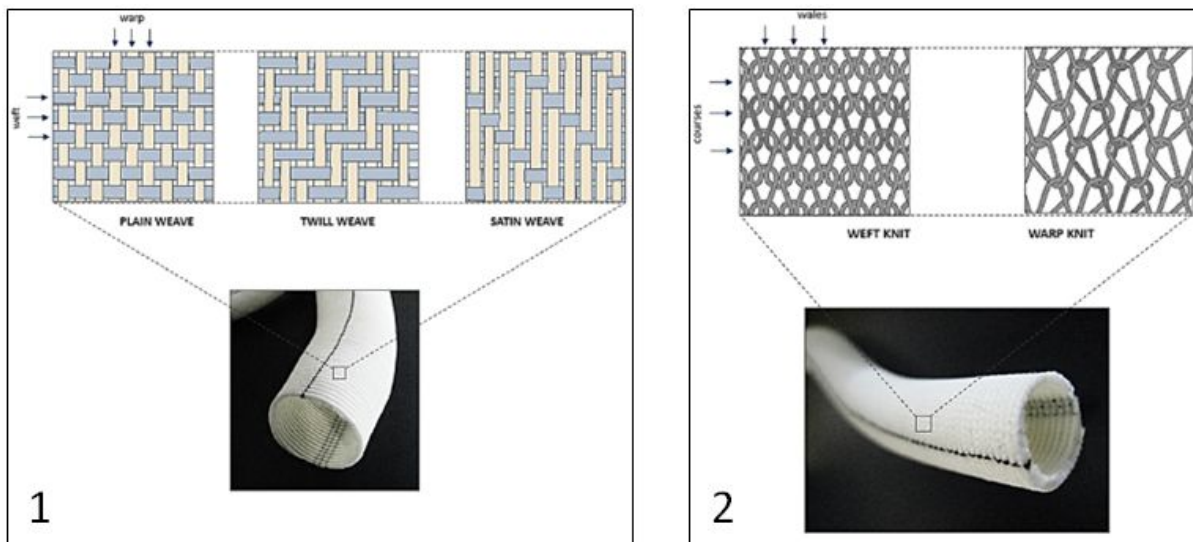 warp
weft
PLAIN WEAVE
TWILL WEAVE
SATIN WEAVE
1
wales
courses
WEFT KNIT
WARP KNIT
2